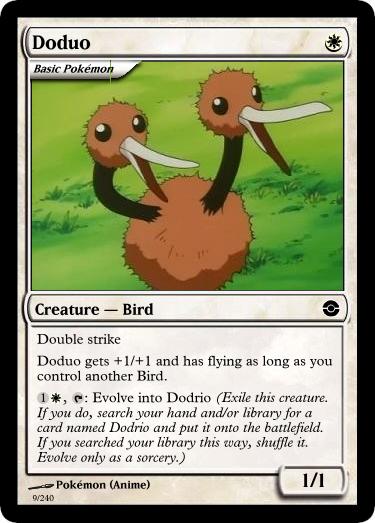 Doduo
Basic Pokémon
Creature — Bird
Double strike
Doduo gets +1/+1 and has flying as long as you
control another Bird.
1, : Evolve into Dodrio (Exile this creature.
If you do, search your hand and/or library for a
card named Dodrio and put it onto the battlefield.
If you searched your library this way, shuffle it.
Evolve only as a sorcery.)
1/1
Pokémon (Anime)
9/240